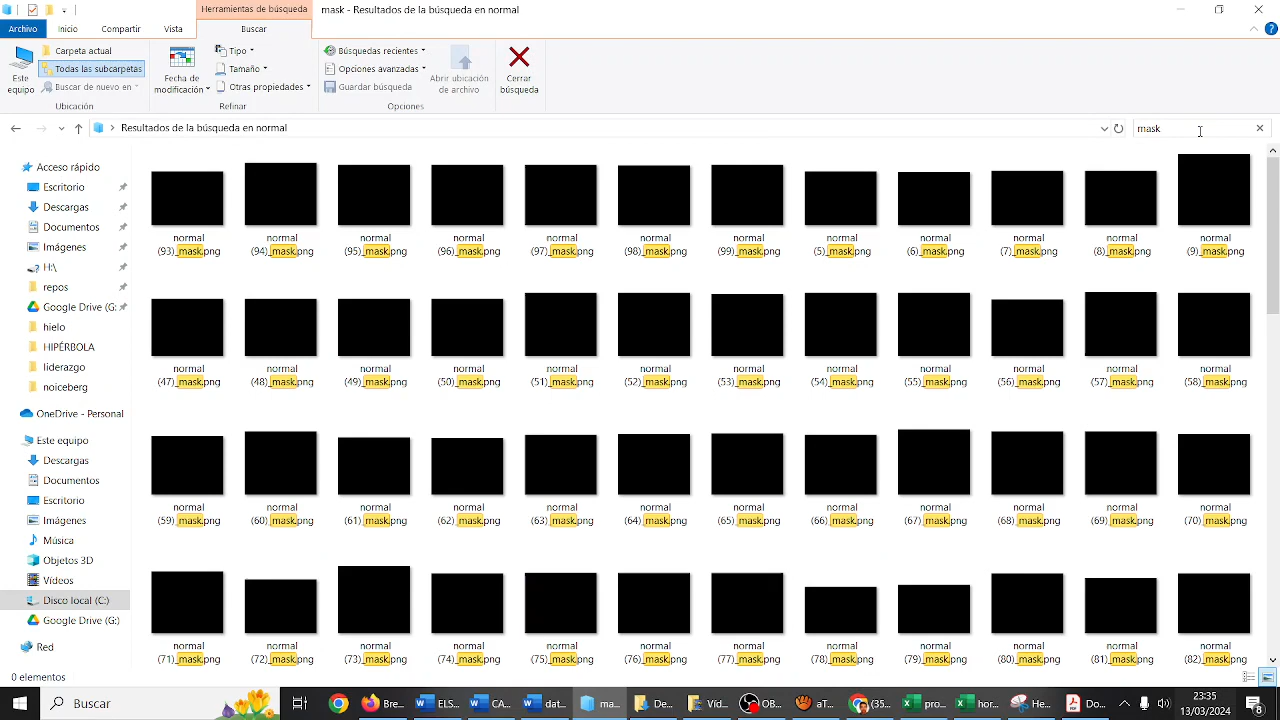 Herramientas de búsqueda
mask - Resultados de la búsqueda en normal
Archivo Inicio Compartir Vista Buscar
Este equipo
Carpeta actual
Todas las subcarpetas
Buscar de nuevo en
Ubicación
Fecha de modificación
Tipo
Tamaño
Otras propiedades
Refinar
Búsquedas recientes
Opciones avanzadas
Guardar búsqueda
Abrir ubicación de archivo
Opciones
Cerrar búsqueda
Resultados de la búsqueda en normal
mask
Acceso rápido
Escritorio
Descargas
Documentos
Imágenes
H:\
repos
Google Drive (G:
hielo
HIPÉRBOLA
liderazgo
noiceberg
OneDrive - Personal
Este equipo
Descargas
Documentos
Escritorio
Imágenes
Música
Objetos 3D
Vídeos
Disco local (C:)
Google Drive (G:)
Red
normal normal normal normal normal normal normal normal normal normal normal normal
(93)_mask.png (94)_mask.png (95)_mask.png (96)_mask.png (97)_mask.png (98)_mask.png (99)_mask.png (5)_mask.png (6)_mask.png (7)_mask.png (8)_mask.png (9)_mask.png
normal normal normal normal normal normal normal normal normal normal normal normal
(47)_mask.png (48)_mask.png (49)_mask.png (50)_mask.png (51)_mask.png (52)_mask.png (53)_mask.png (54)_mask.png (55)_mask.png (56)_mask.png (57)_mask.png (58)_mask.png
normal normal normal normal normal normal normal normal normal normal normal normal
(59)_mask.png (60)_mask.png (61)_mask.png (62)_mask.png (63)_mask.png (64)_mask.png (65)_mask.png (66)_mask.png (67)_mask.png (68)_mask.png (69)_mask.png (70)_mask.png
normal normal normal normal normal normal normal normal normal normal normal normal
(71)_mask.png (72)_mask.png (73)_mask.png (74)_mask.png (75)_mask.png (76)_mask.png (77)_mask.png (78)_mask.png (79)_mask.png (80)_mask.png (81)_mask.png (82)_mask.png
0 elementos
Buscar
Bre... ELS... CA... Brid... ma... De... Vid... OB... aT... (35... pro... hor... He... Do...
23:35
13/03/2024
8